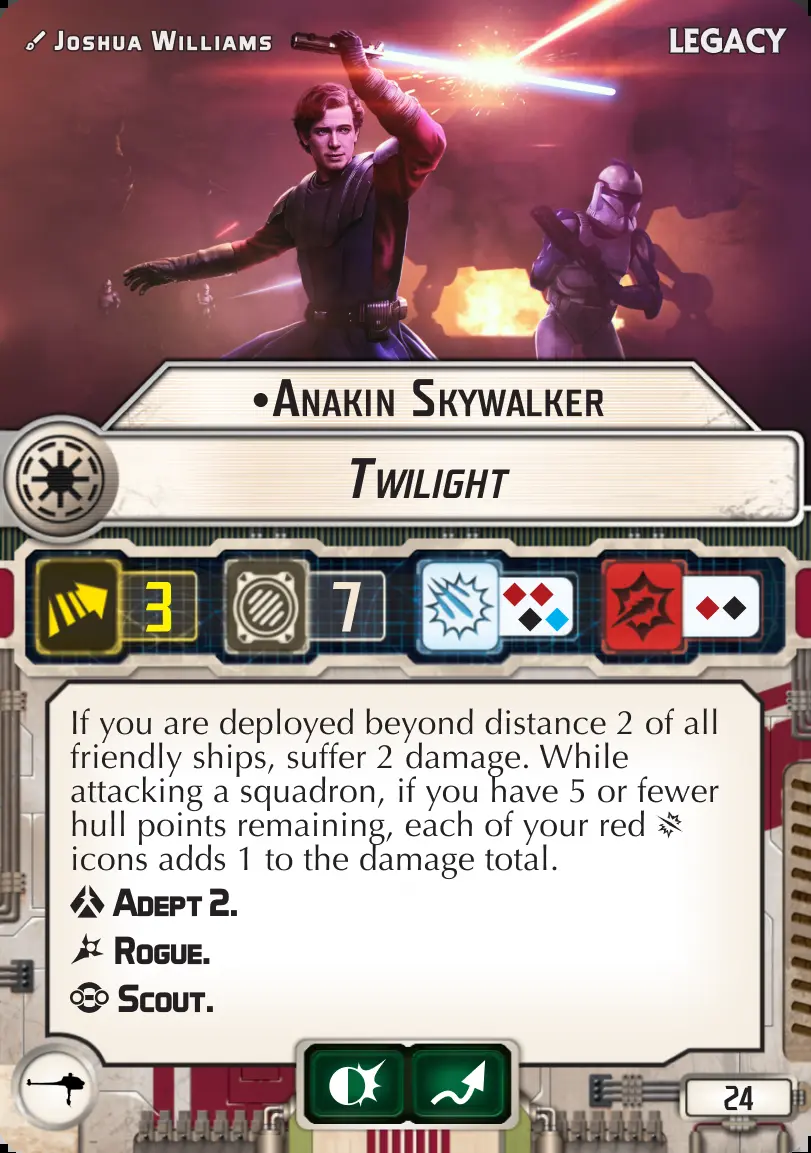 Joshua Williams
LEGACY
•Anakin Skywalker
Twilight
3
7
If you are deployed beyond distance 2 of all
friendly ships, suffer 2 damage. While
attacking a squadron, if you have 5 or fewer
hull points remaining, each of your red
icons adds 1 to the damage total.
Adept 2.
Rogue.
Scout.
24